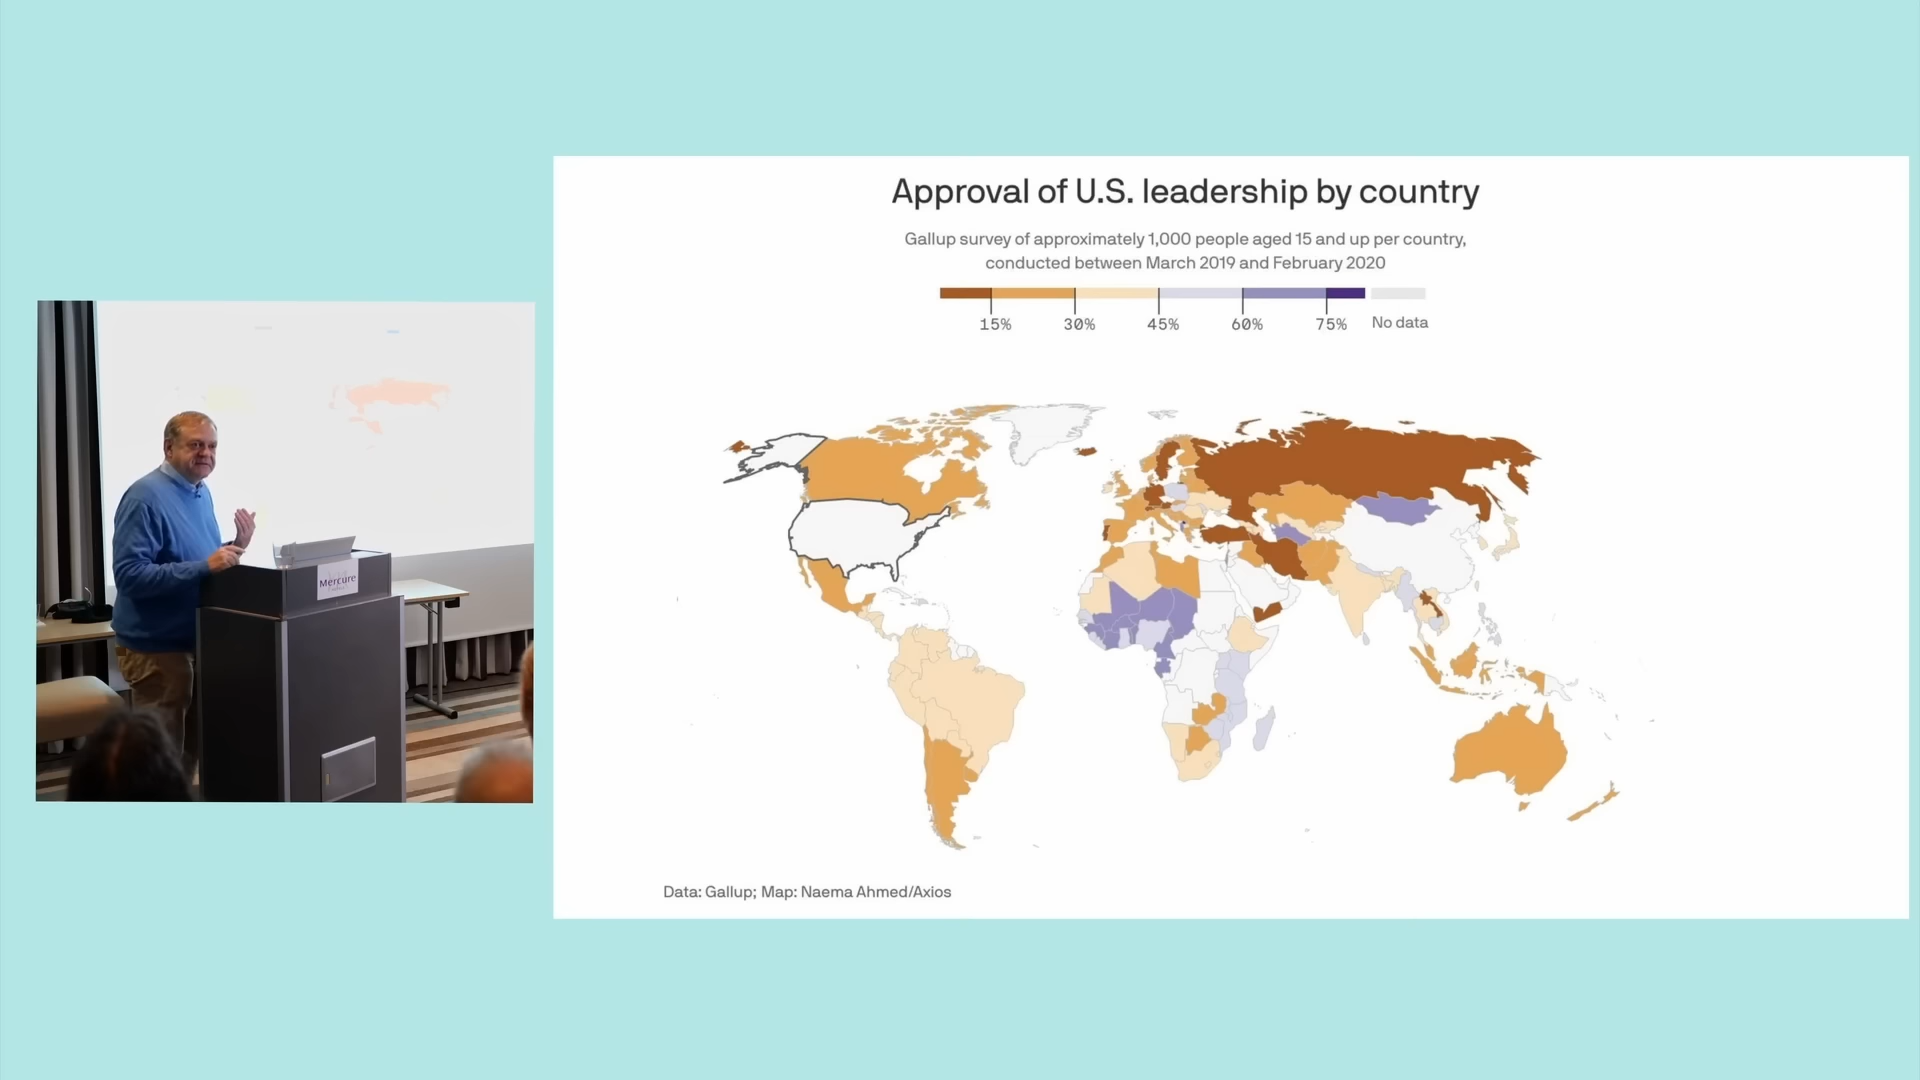 Approval of U.S. leadership by country
Gallup survey of approximately 1,000 people aged 15 and up per country,
conducted between March 2019 and February 2020
15% 30% 45% 60% 75% No data
Mercure
Data: Gallup; Map: Naema Ahmed/Axios